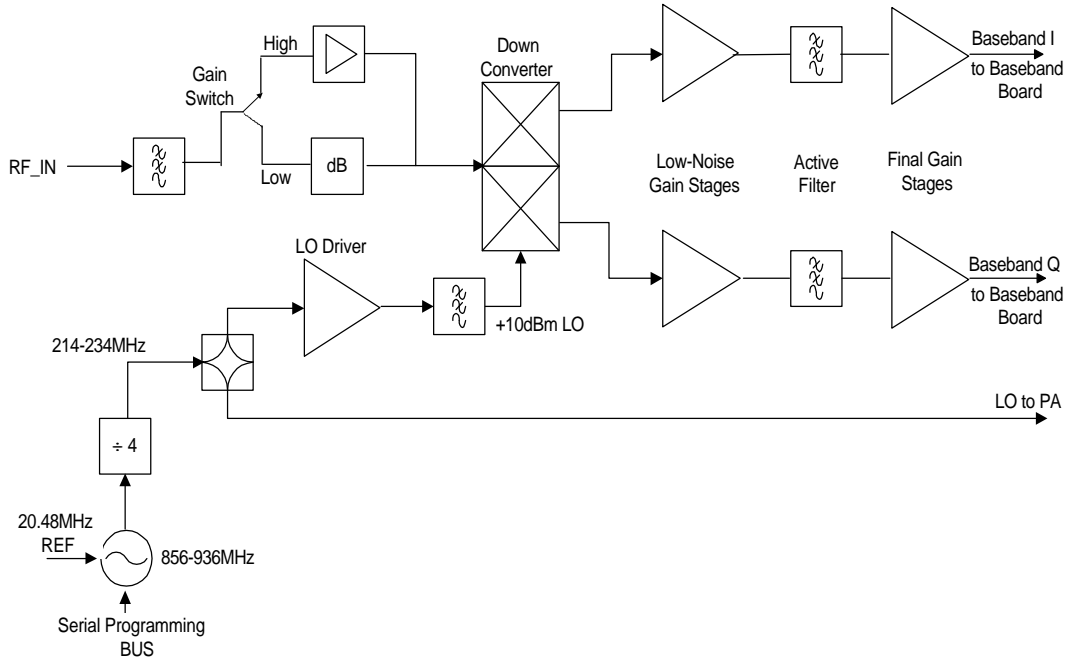 High
Gain
Switch
Low
dB
RF_IN
Down
Converter
Low-Noise
Gain Stages
Active
Filter
Final Gain
Stages
Baseband I
to Baseband
Board
Baseband Q
to Baseband
Board
LO Driver
+10dBm LO
214-234MHz
LO to PA
÷ 4
20.48MHz
REF
856-936MHz
Serial Programming
BUS